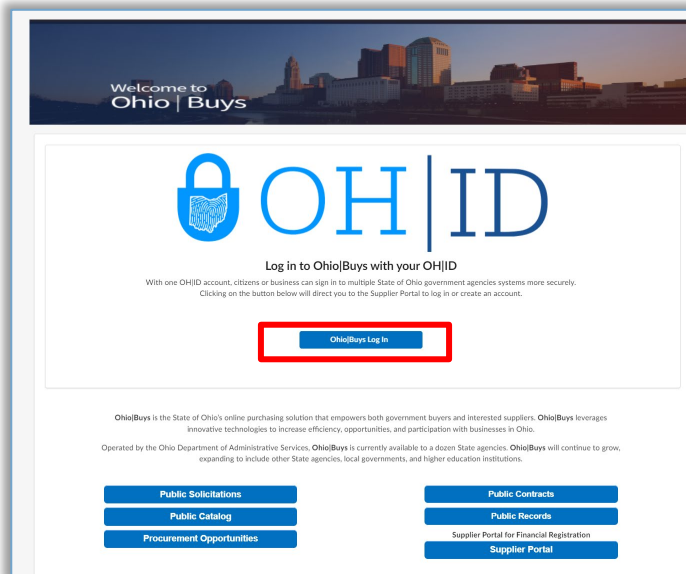 Welcome to
Ohio | Buys
OH|ID
Log in to Ohio|Buys with your OH|ID
With one OH|ID account, citizens or business can sign in to multiple State of Ohio government agencies systems more securely.
Clicking on the button below will direct you to the Supplier Portal to log in or create an account.
Ohio|Buys Log In
Ohio|Buys is the State of Ohio's online purchasing solution that empowers both government buyers and interested suppliers. Ohio|Buys leverages
innovative technologies to increase efficiency, opportunities, and participation with businesses in Ohio.
Operated by the Ohio Department of Administrative Services, Ohio|Buys is currently available to a dozen State agencies. Ohio|Buys will continue to grow,
expanding to include other State agencies, local governments, and higher education institutions.
Public Solicitations
Public Catalog
Procurement Opportunities
Public Contracts
Public Records
Supplier Portal for Financial Registration
Supplier Portal